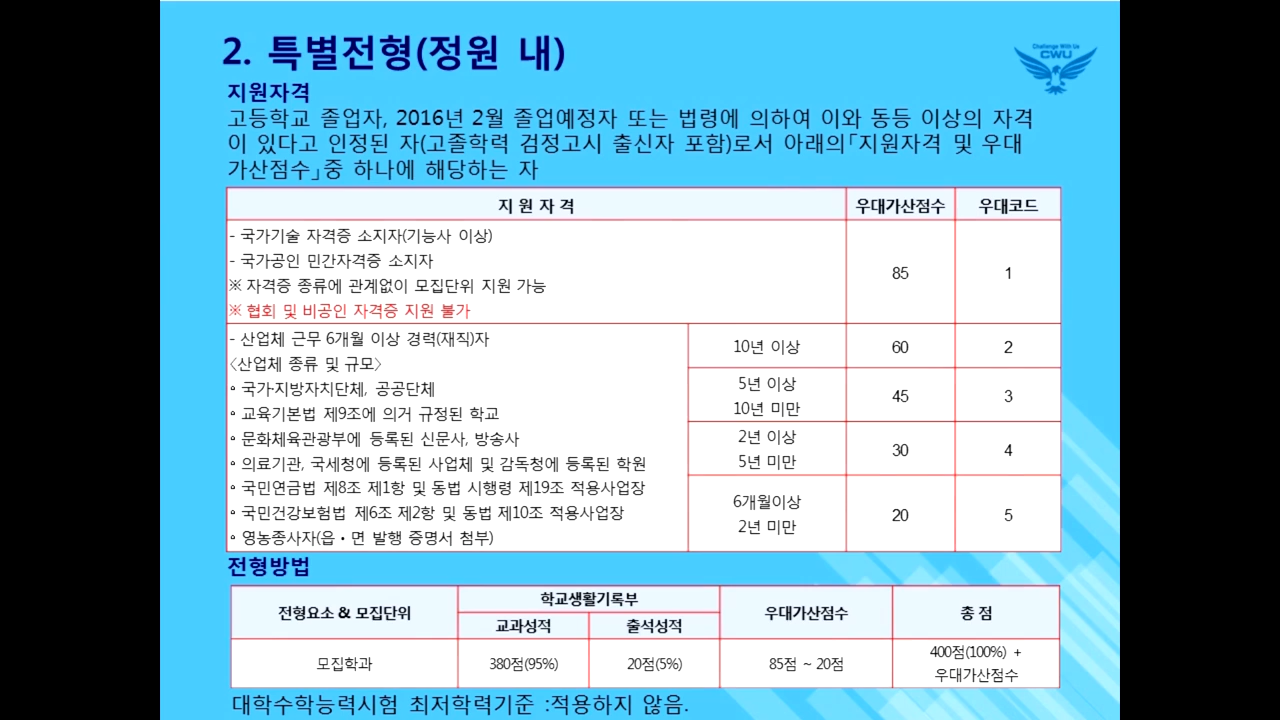 2. 특별전형(정원 내)
Challenge With Us
CWU
지원자격
고등학교 졸업자, 2016년 2월 졸업예정자 또는 법령에 의하여 이와 동등 이상의 자격
이 있다고 인정된 자(고졸학력 검정고시 출신자 포함)로서 아래의「지원자격 및 우대
가산점수」중 하나에 해당하는 자
지 원 자 격 우대가산점수 우대코드
- 국가기술 자격증 소지자(기능사 이상)
- 국가공인 민간자격증 소지자
※ 자격증 종류에 관계없이 모집단위 지원 가능
※ 협회 및 비공인 자격증 지원 불가
85 1
- 산업체 근무 6개월 이상 경력(재직)자
<산업체 종류 및 규모>
∘ 국가·지방자치단체, 공공단체
∘ 교육기본법 제9조에 의거 규정된 학교
∘ 문화체육관광부에 등록된 신문사, 방송사
∘ 의료기관, 국세청에 등록된 사업체 및 감독청에 등록된 학원
∘ 국민연금법 제8조 제1항 및 동법 시행령 제19조 적용사업장
∘ 국민건강보험법 제6조 제2항 및 동법 제10조 적용사업장
∘ 영농종사자(읍·면 발행 증명서 첨부)
10년 이상 60 2
5년 이상
10년 미만
45 3
2년 이상
5년 미만
30 4
6개월이상
2년 미만
20 5
전형방법
전형요소 & 모집단위 학교생활기록부 우대가산점수 총 점
교과성적 출석성적
모집학과 380점(95%) 20점(5%) 85점 ~ 20점
400점(100%) +
우대가산점수
대학수학능력시험 최저학력기준 :적용하지 않음.